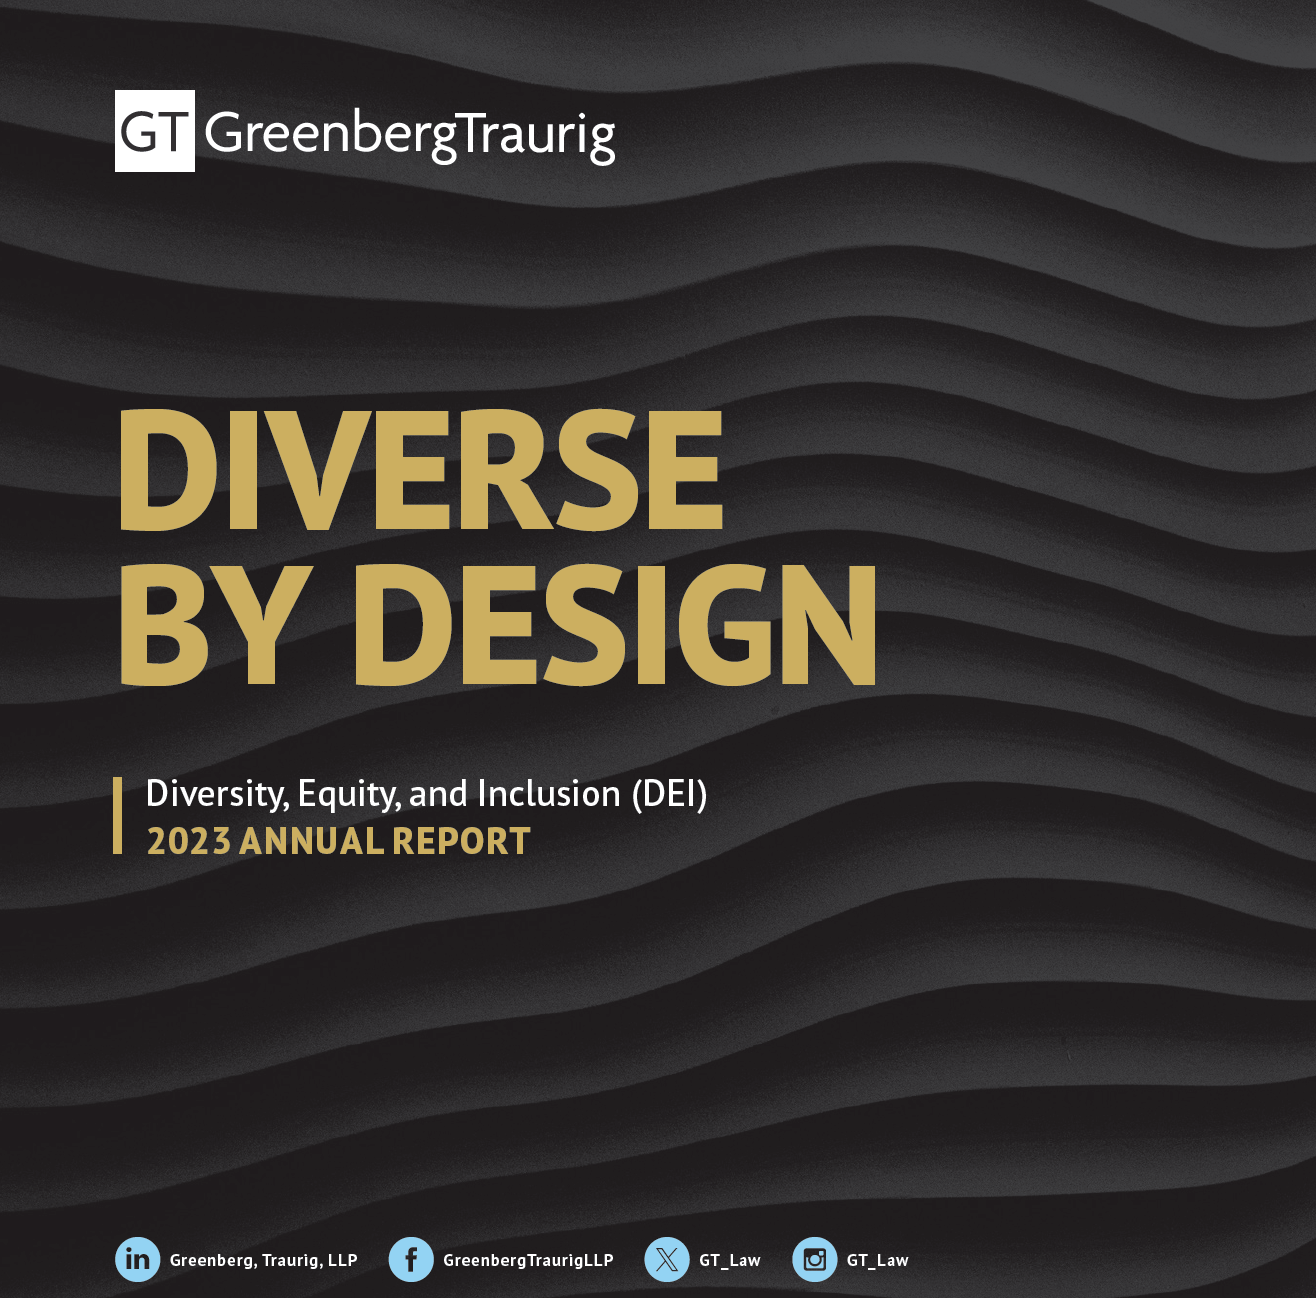 GT GreenbergTraurig
DIVERSE
BY DESIGN
Diversity, Equity, and Inclusion (DEI)
2023 ANNUAL REPORT
in Greenberg, Traurig, LLP f GreenbergTraurigLLP X GT_Law GT_Law